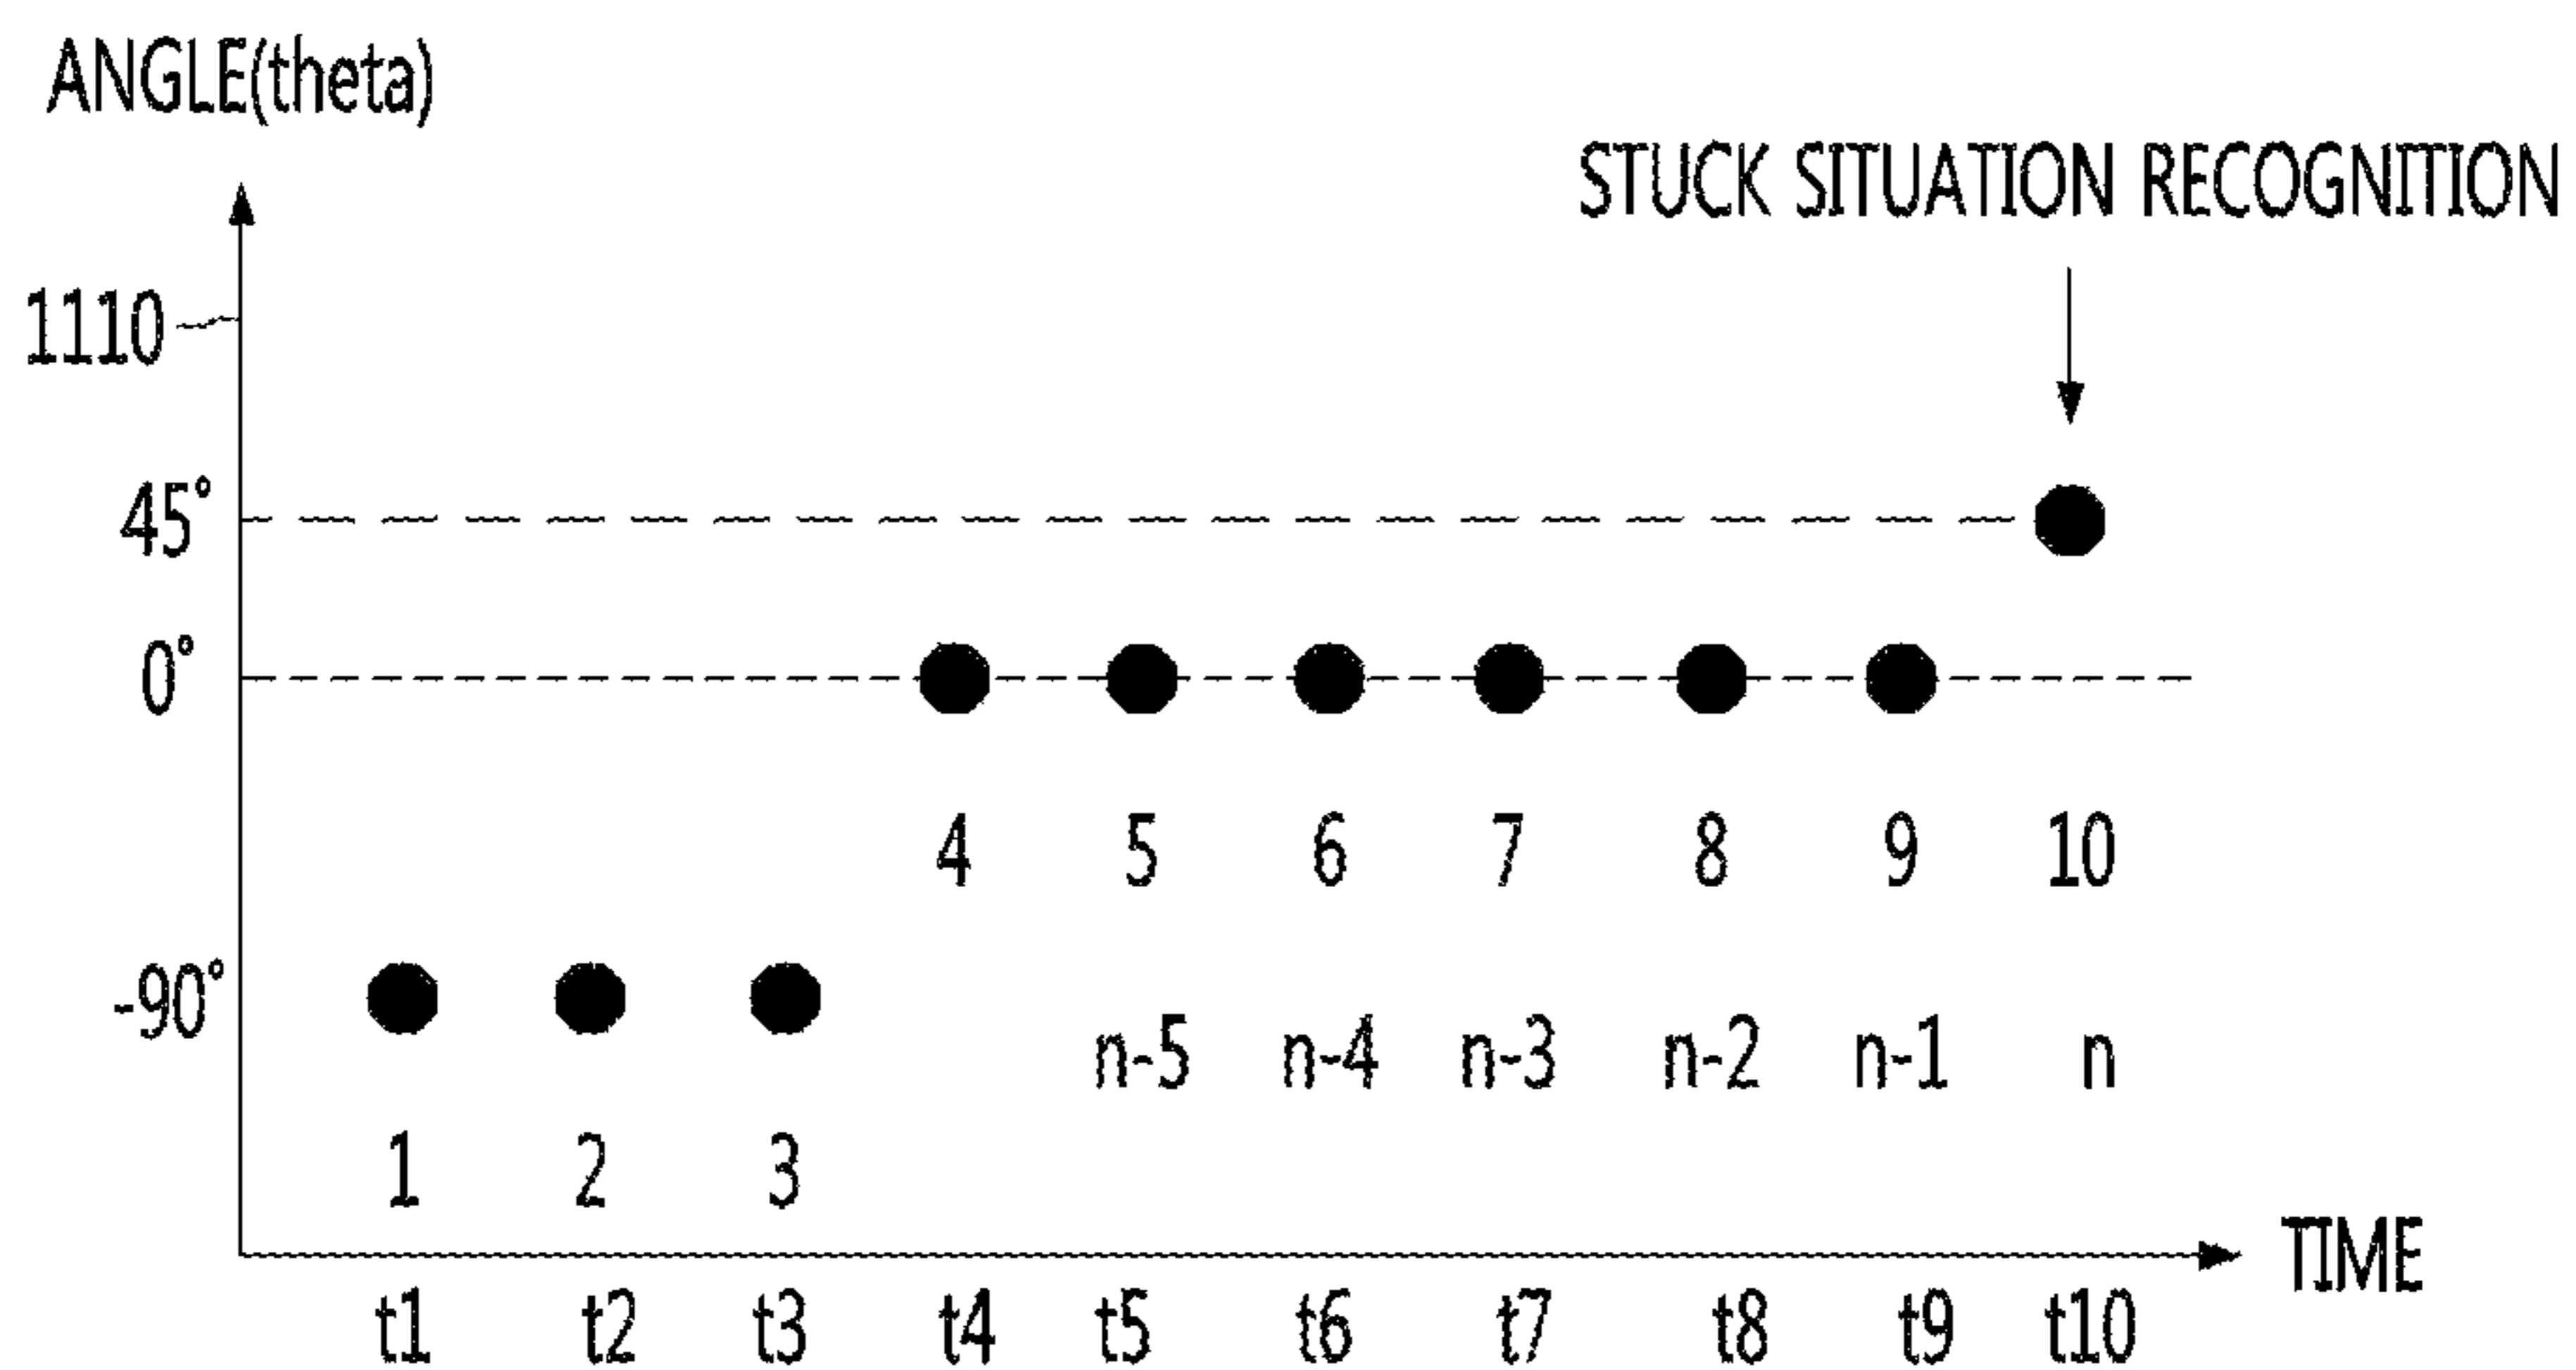 ANGLE(theta)
STUCK SITUATION RECOGNITION
1110
45°
0°
4 5 6 7 8 9 10
-90°
n-5 n-4 n-3 n-2 n-1 n
1 2 3
TIME
t1 t2 t3 t4 t5 t6 t7 t8 t9 t10